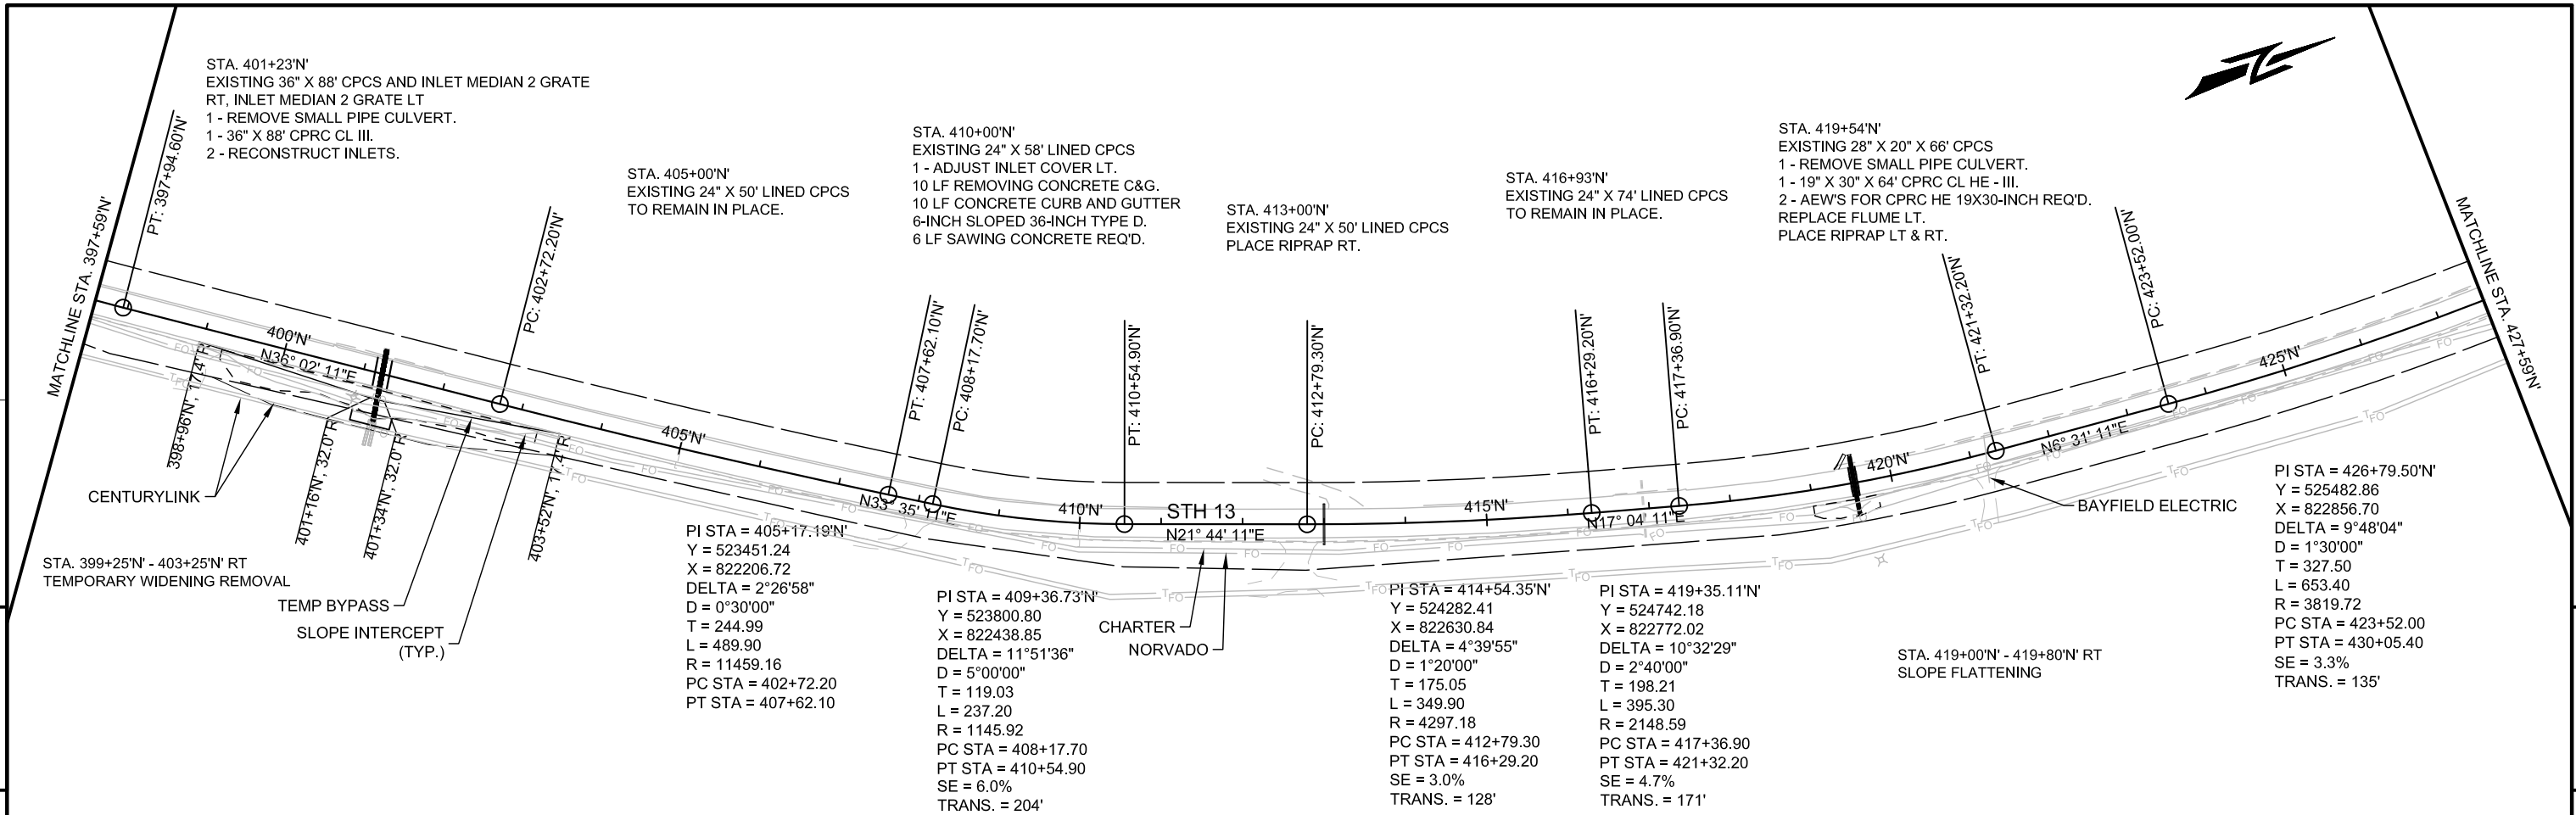 STA. 401+23'N'
EXISTING 36" X 88' CPCS AND INLET MEDIAN 2 GRATE
RT, INLET MEDIAN 2 GRATE LT
1 - REMOVE SMALL PIPE CULVERT.
1 - 36" X 88' CPRC CL III.
2 - RECONSTRUCT INLETS.
STA. 405+00'N'
EXISTING 24" X 50' LINED CPCS
TO REMAIN IN PLACE.
STA. 410+00'N'
EXISTING 24" X 58' LINED CPCS
1 - ADJUST INLET COVER LT.
10 LF REMOVING CONCRETE C&G.
10 LF CONCRETE CURB AND GUTTER
6-INCH SLOPED 36-INCH TYPE D.
6 LF SAWING CONCRETE REQ'D.
STA. 413+00'N'
EXISTING 24" X 50' LINED CPCS
PLACE RIPRAP RT.
STA. 416+93'N'
EXISTING 24" X 74' LINED CPCS
TO REMAIN IN PLACE.
STA. 419+54'N'
EXISTING 28" X 20" X 66' CPCS
1 - REMOVE SMALL PIPE CULVERT.
1 - 19" X 30" X 64' CPRC CL HE - III.
2 - AEW'S FOR CPRC HE 19X30-INCH REQ'D.
REPLACE FLUME LT.
PLACE RIPRAP LT & RT.
MATCHLINE STA. 397+59'N'
PT: 397+94.60'N'
PC: 402+72.20'N'
PT: 407+62.10'N'
PC: 408+17.70'N'
PT: 410+54.90'N'
PC: 412+79.30'N'
PT: 416+29.20'N'
PC: 417+36.90'N'
PT: 421+32.20'N'
PC: 423+52.00'N'
MATCHLINE STA. 427+59'N'
400'N'
N36° 02' 11"E
405'N'
N33° 35' 11"E
410'N'
STH 13
N21° 44' 11"E
415'N'
N17° 04' 11"E
420'N'
N6° 31' 11"E
425'N'
398+96'N', 17.4' R
401+16'N', 32.0' R
401+34'N', 32.0' R
403+52'N', 17.4' R
CENTURYLINK
STA. 399+25'N' - 403+25'N' RT
TEMPORARY WIDENING REMOVAL
TEMP BYPASS
SLOPE INTERCEPT
(TYP.)
PI STA = 405+17.19'N'
Y = 523451.24
X = 822206.72
DELTA = 2°26'58"
D = 0°30'00"
T = 244.99
L = 489.90
R = 11459.16
PC STA = 402+72.20
PT STA = 407+62.10
PI STA = 409+36.73'N'
Y = 523800.80
X = 822438.85
DELTA = 11°51'36"
D = 5°00'00"
T = 119.03
L = 237.20
R = 1145.92
PC STA = 408+17.70
PT STA = 410+54.90
SE = 6.0%
TRANS. = 204'
CHARTER
NORVADO
PI STA = 414+54.35'N'
Y = 524282.41
X = 822630.84
DELTA = 4°39'55"
D = 1°20'00"
T = 175.05
L = 349.90
R = 4297.18
PC STA = 412+79.30
PT STA = 416+29.20
SE = 3.0%
TRANS. = 128'
PI STA = 419+35.11'N'
Y = 524742.18
X = 822772.02
DELTA = 10°32'29"
D = 2°40'00"
T = 198.21
L = 395.30
R = 2148.59
PC STA = 417+36.90
PT STA = 421+32.20
SE = 4.7%
TRANS. = 171'
STA. 419+00'N' - 419+80'N' RT
SLOPE FLATTENING
BAYFIELD ELECTRIC
PI STA = 426+79.50'N'
Y = 525482.86
X = 822856.70
DELTA = 9°48'04"
D = 1°30'00"
T = 327.50
L = 653.40
R = 3819.72
PC STA = 423+52.00
PT STA = 430+05.40
SE = 3.3%
TRANS. = 135'